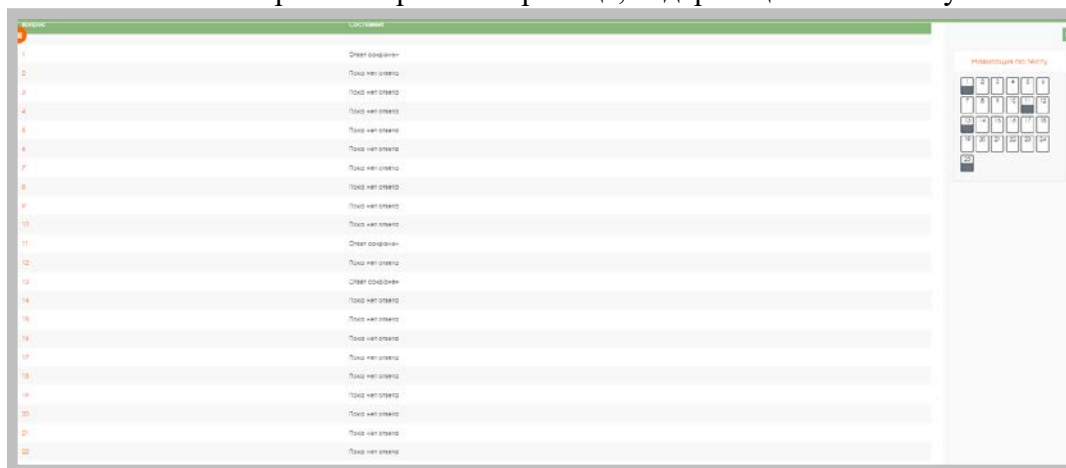 Вопрос Состояние
1 Ответ сохранен
2 Пока нет ответа
3 Пока нет ответа
4 Пока нет ответа
5 Пока нет ответа
6 Пока нет ответа
7 Пока нет ответа
8 Пока нет ответа
9 Пока нет ответа
10 Пока нет ответа
11 Ответ сохранен
12 Пока нет ответа
13 Ответ сохранен
14 Пока нет ответа
15 Пока нет ответа
16 Пока нет ответа
17 Пока нет ответа
18 Пока нет ответа
19 Пока нет ответа
20 Пока нет ответа
21 Пока нет ответа
22 Пока нет ответа
Навигация по тесту
1 2 3 4 5 6
7 8 9 10 11 12
13 14 15 16 17 18
19 20 21 22 23 24
25